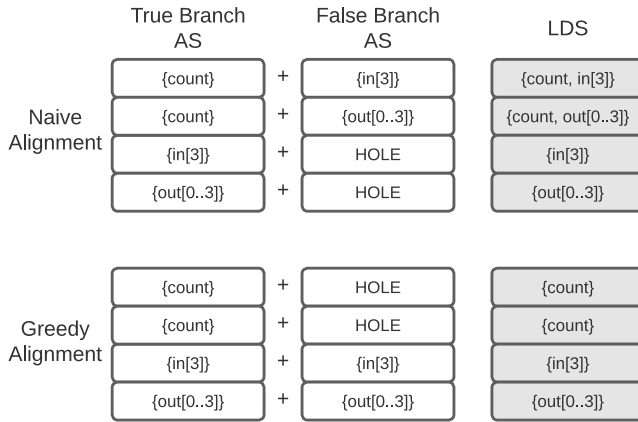 True Branch AS False Branch AS LDS
{count} + {in[3]} {count, in[3]}
Naive Alignment
{count} + {out[0..3]} {count, out[0..3]}
{in[3]} + HOLE {in[3]}
{out[0..3]} + HOLE {out[0..3]}
{count} + HOLE {count}
Greedy Alignment
{count} + HOLE {count}
{in[3]} + {in[3]} {in[3]}
{out[0..3]} + {out[0..3]} {out[0..3]}